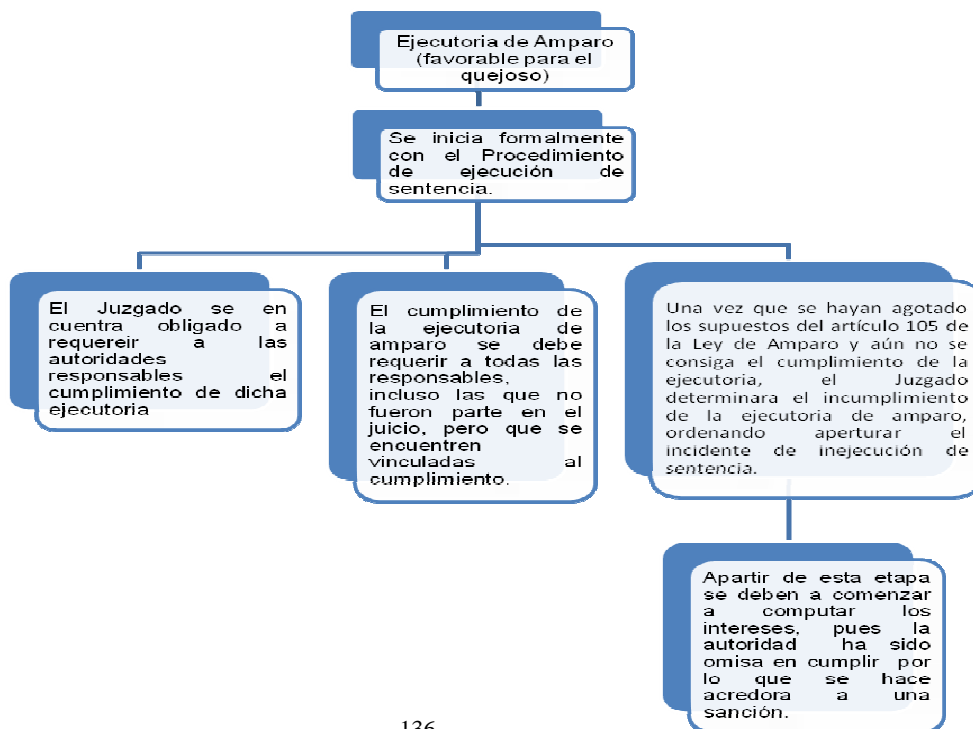 Ejecutoria de Amparo
(favorable para el
quejoso)
Se inicia formalmente
con el Procedimiento
de ejecución de
sentencia.
El Juzgado se en
cuentra obligado a
requereir a las
autoridades
responsables el
cumplimiento de dicha
ejecutoria
El cumplimiento de
la ejecutoria de
amparo se debe
requerir a todas las
responsables,
incluso las que no
fueron parte en el
juicio, pero que se
encuentren
vinculadas al
cumplimiento.
Una vez que se hayan agotado
los supuestos del artículo 105 de
la Ley de Amparo y aún no se
consiga el cumplimiento de la
ejecutoria, el Juzgado
determinara el incumplimiento
de la ejecutoria de amparo,
ordenando aperturar el
incidente de inejecución de
sentencia.
Apartir de esta etapa
se deben a comenzar
a computar los
intereses, pues la
autoridad ha sido
omisa en cumplir por
lo que se hace
acredora a una
sanción.
136